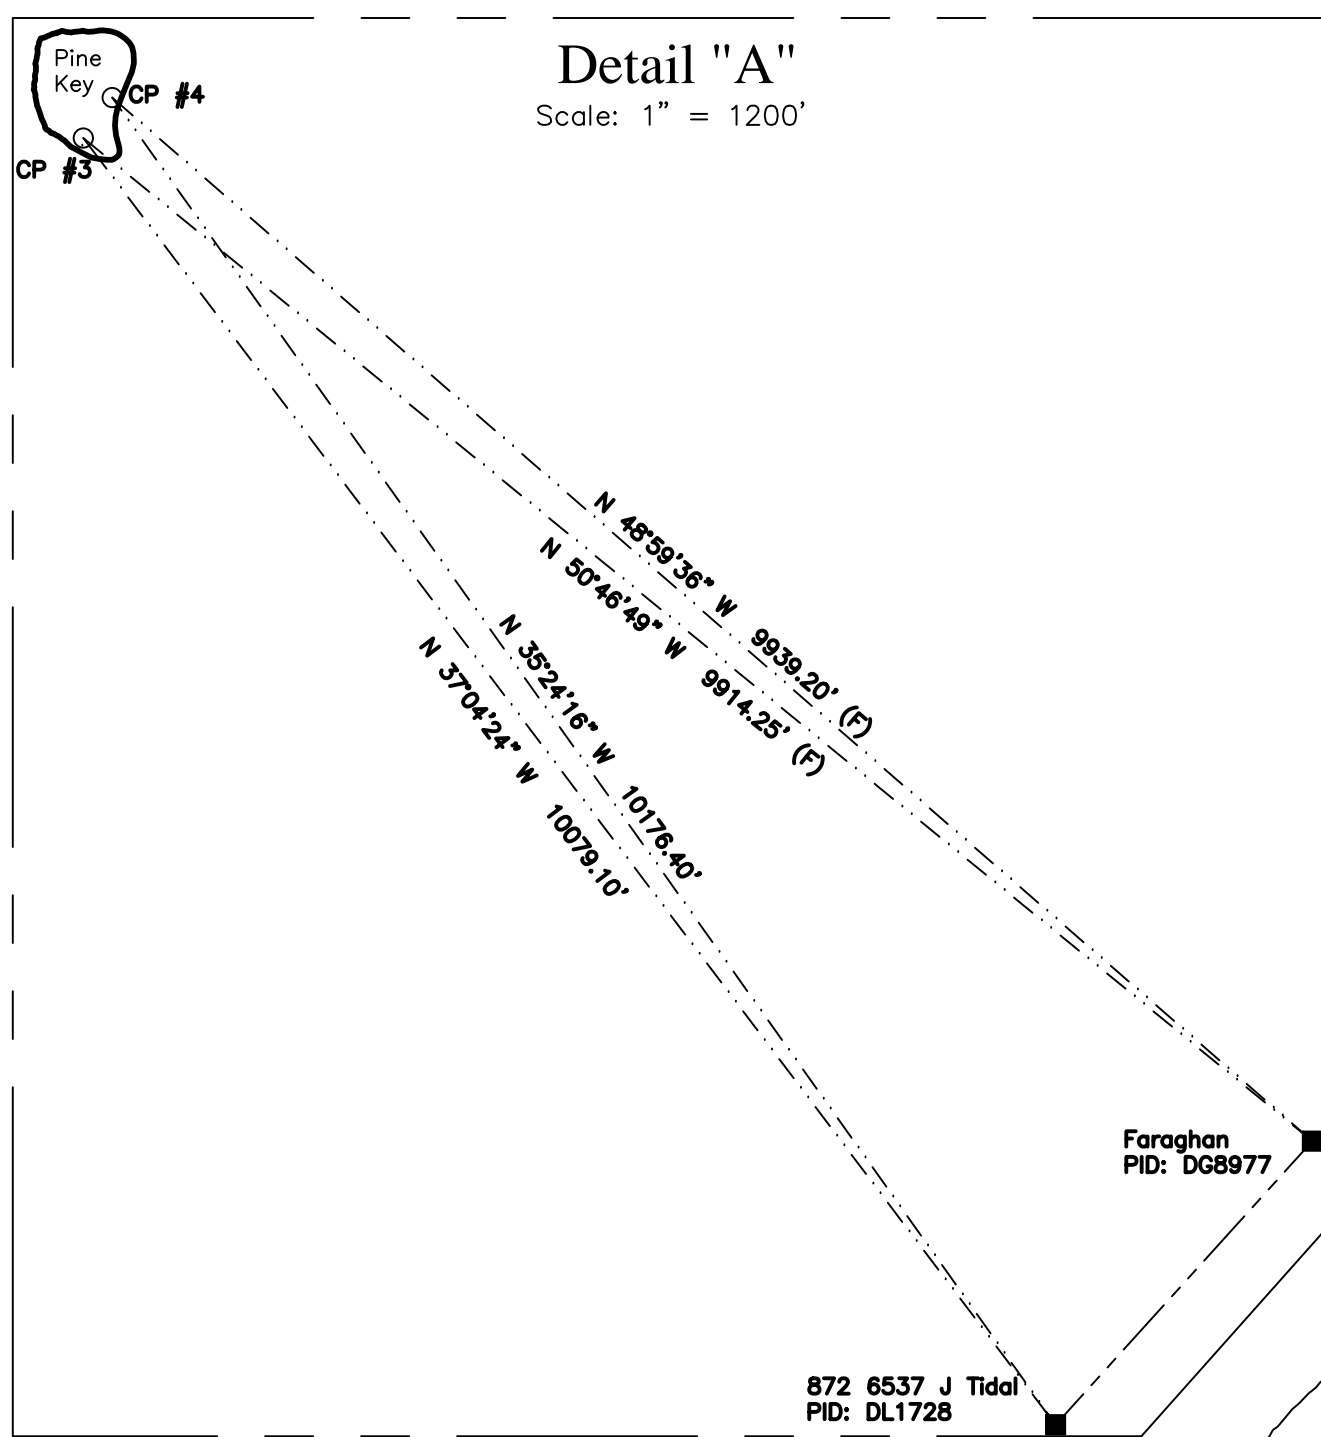 Detail "A"
Scale: 1” = 1200’
Pine
Key
CP #4
CP #3
N 48°59’36” W 9939.20’ (F)
N 50°46’49” W 9914.25’ (F)
N 35°24’16” W 10176.40’
N 37°04’24” W 10079.10’
Faraghan
PID: DG8977
872 6537 J Tidal
PID: DL1728